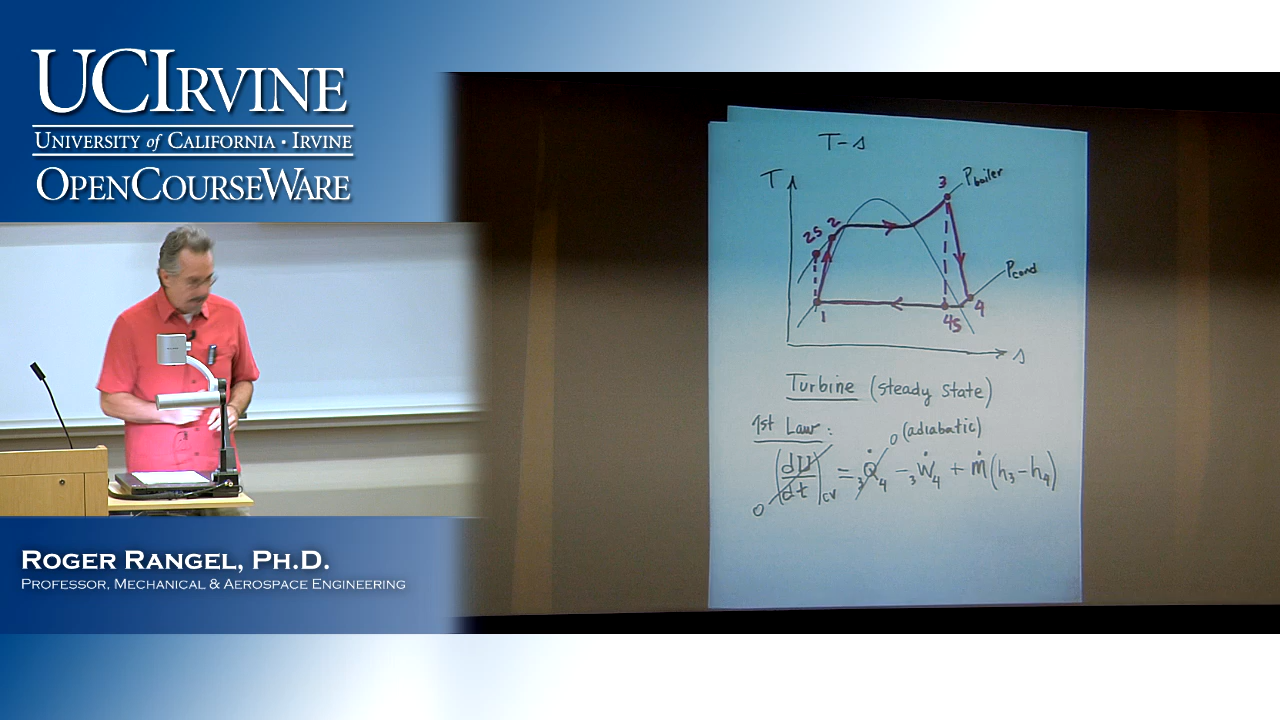 UCIRVINE
UNIVERSITY of CALIFORNIA · IRVINE
OPENCOURSEWARE
ROGER RANGEL, PH.D.
PROFESSOR, MECHANICAL & AEROSPACE ENGINEERING
T-s
T
3
Pboiler
2s
2
Pcond
1
4s
4
s
Turbine (steady state)
1st Law:
0 (adiabatic)
(dU/dt)cv = ₃Q̇₄ - ₃Ẇ₄ + ṁ(h₃-h₄)
0